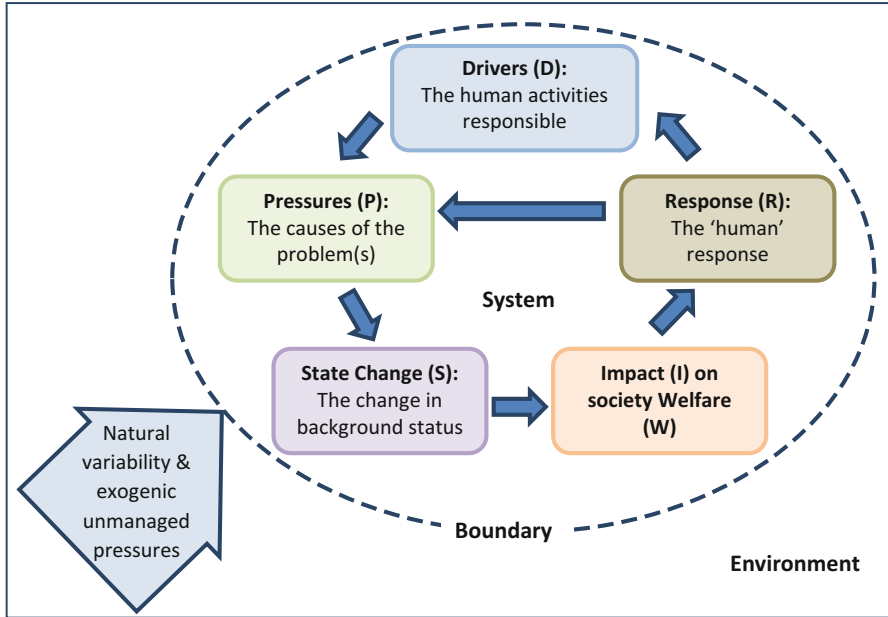 Drivers (D):
The human activities
responsible
Pressures (P):
The causes of the
problem(s)
Response (R):
The ‘human’
response
System
State Change (S):
The change in
background status
Impact (I) on
society Welfare
(W)
Natural
variability &
exogenic
unmanaged
pressures
Boundary
Environment